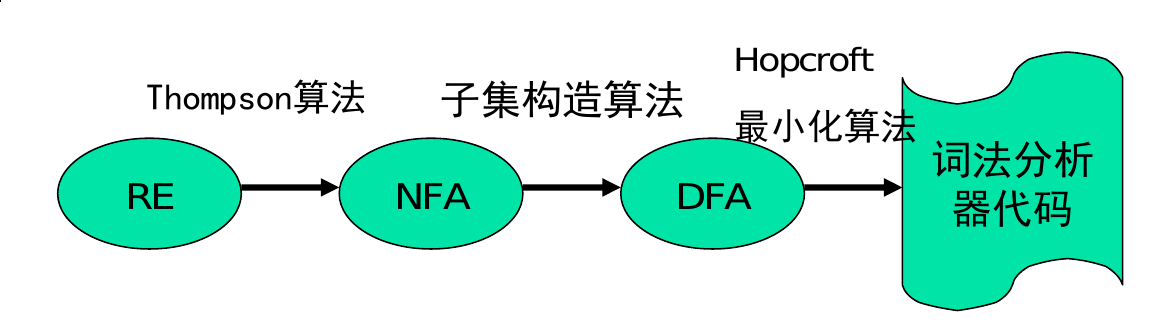 Hopcroft
Thompson算法
子集构造算法
最小化算法
RE
NFA
DFA
词法分析
器代码